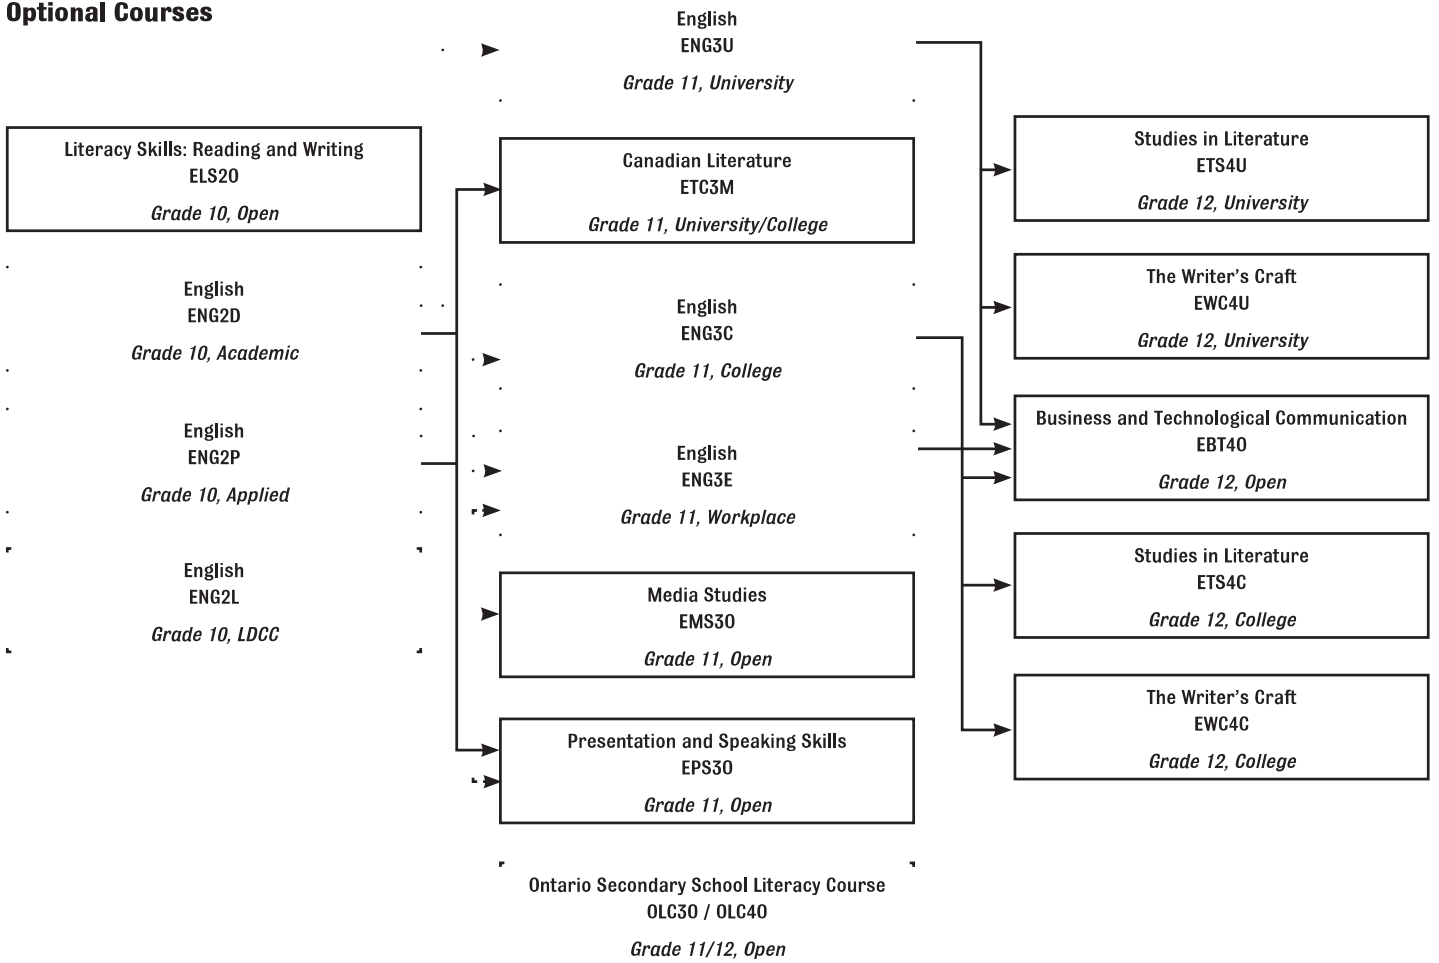 Optional Courses
Literacy Skills: Reading and Writing
ELS2O
Grade 10, Open
English
ENG2D
Grade 10, Academic
English
ENG2P
Grade 10, Applied
English
ENG2L
Grade 10, LDCC
English
ENG3U
Grade 11, University
Canadian Literature
ETC3M
Grade 11, University/College
English
ENG3C
Grade 11, College
English
ENG3E
Grade 11, Workplace
Media Studies
EMS3O
Grade 11, Open
Presentation and Speaking Skills
EPS3O
Grade 11, Open
Ontario Secondary School Literacy Course
OLC3O / OLC4O
Grade 11/12, Open
Studies in Literature
ETS4U
Grade 12, University
The Writer's Craft
EWC4U
Grade 12, University
Business and Technological Communication
EBT4O
Grade 12, Open
Studies in Literature
ETS4C
Grade 12, College
The Writer's Craft
EWC4C
Grade 12, College